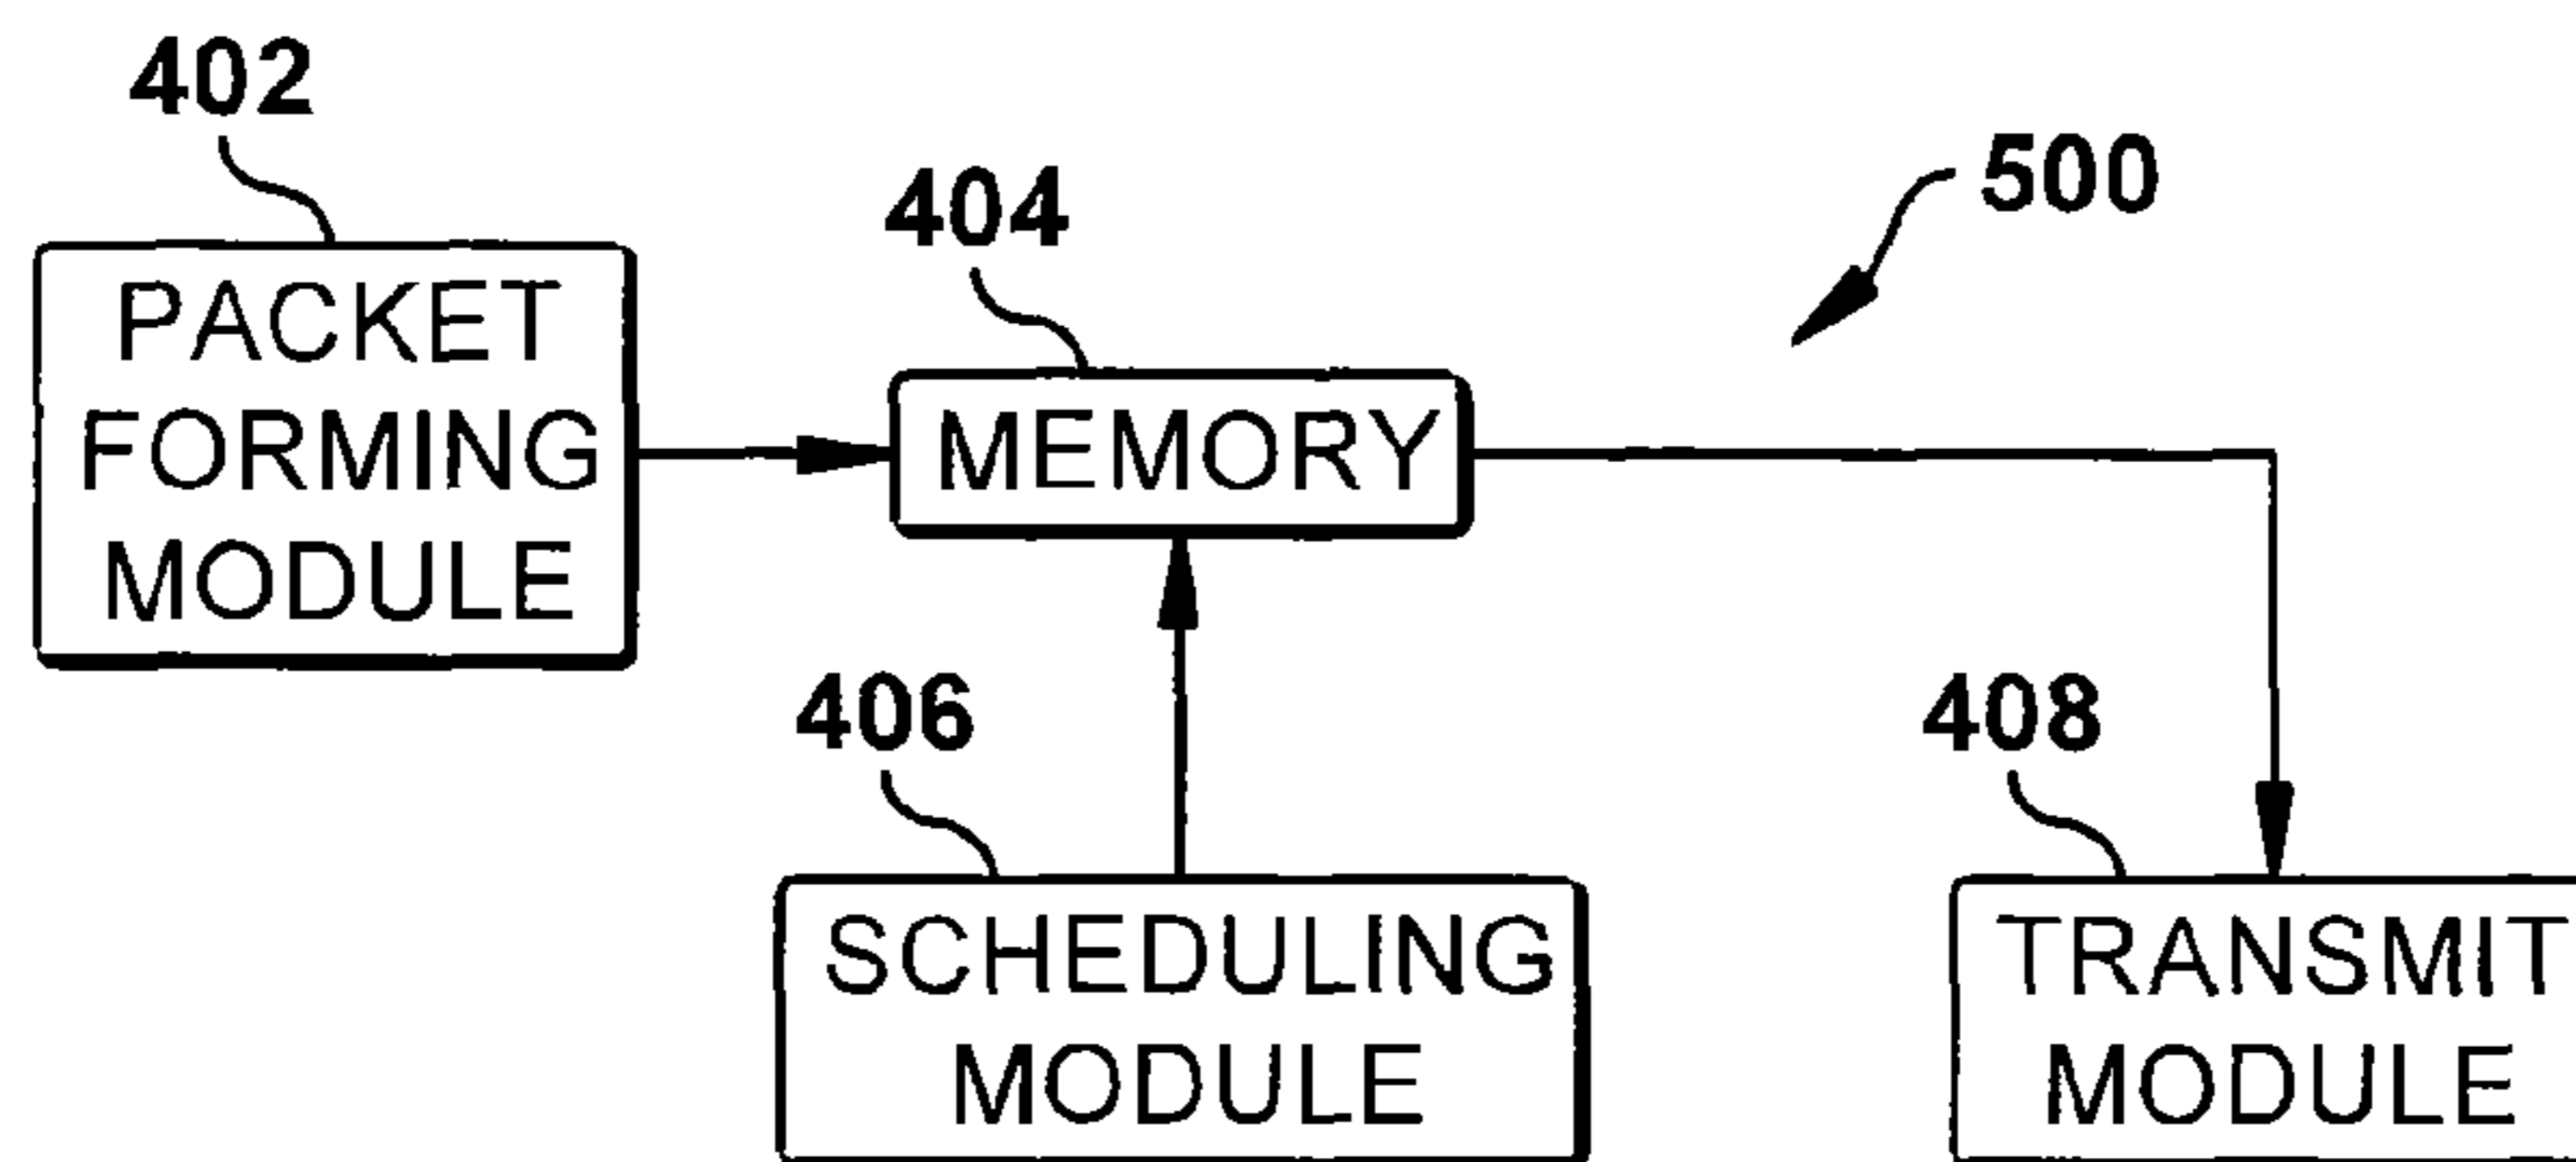 402
404
500
PACKET
FORMING
MODULE
MEMORY
406
408
SCHEDULING
MODULE
TRANSMIT
MODULE